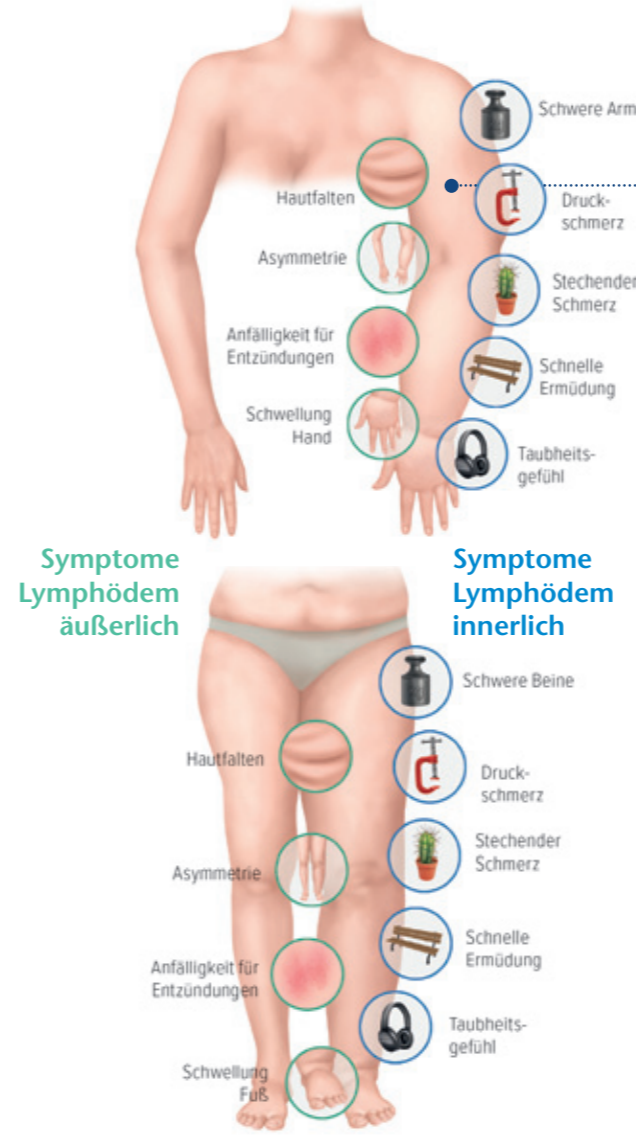 Schwere Arm
Hautfalten
Druck-
schmerz
Asymmetrie
Stechender
Schmerz
Anfälligkeit für
Entzündungen
Schnelle
Ermüdung
Schwellung
Hand
Taubheits-
gefühl
Symptome
Lymphödem
äußerlich
Symptome
Lymphödem
innerlich
Schwere Beine
Hautfalten
Druck-
schmerz
Asymmetrie
Stechender
Schmerz
Anfälligkeit für
Entzündungen
Schnelle
Ermüdung
Schwellung
Fuß
Taubheits-
gefühl